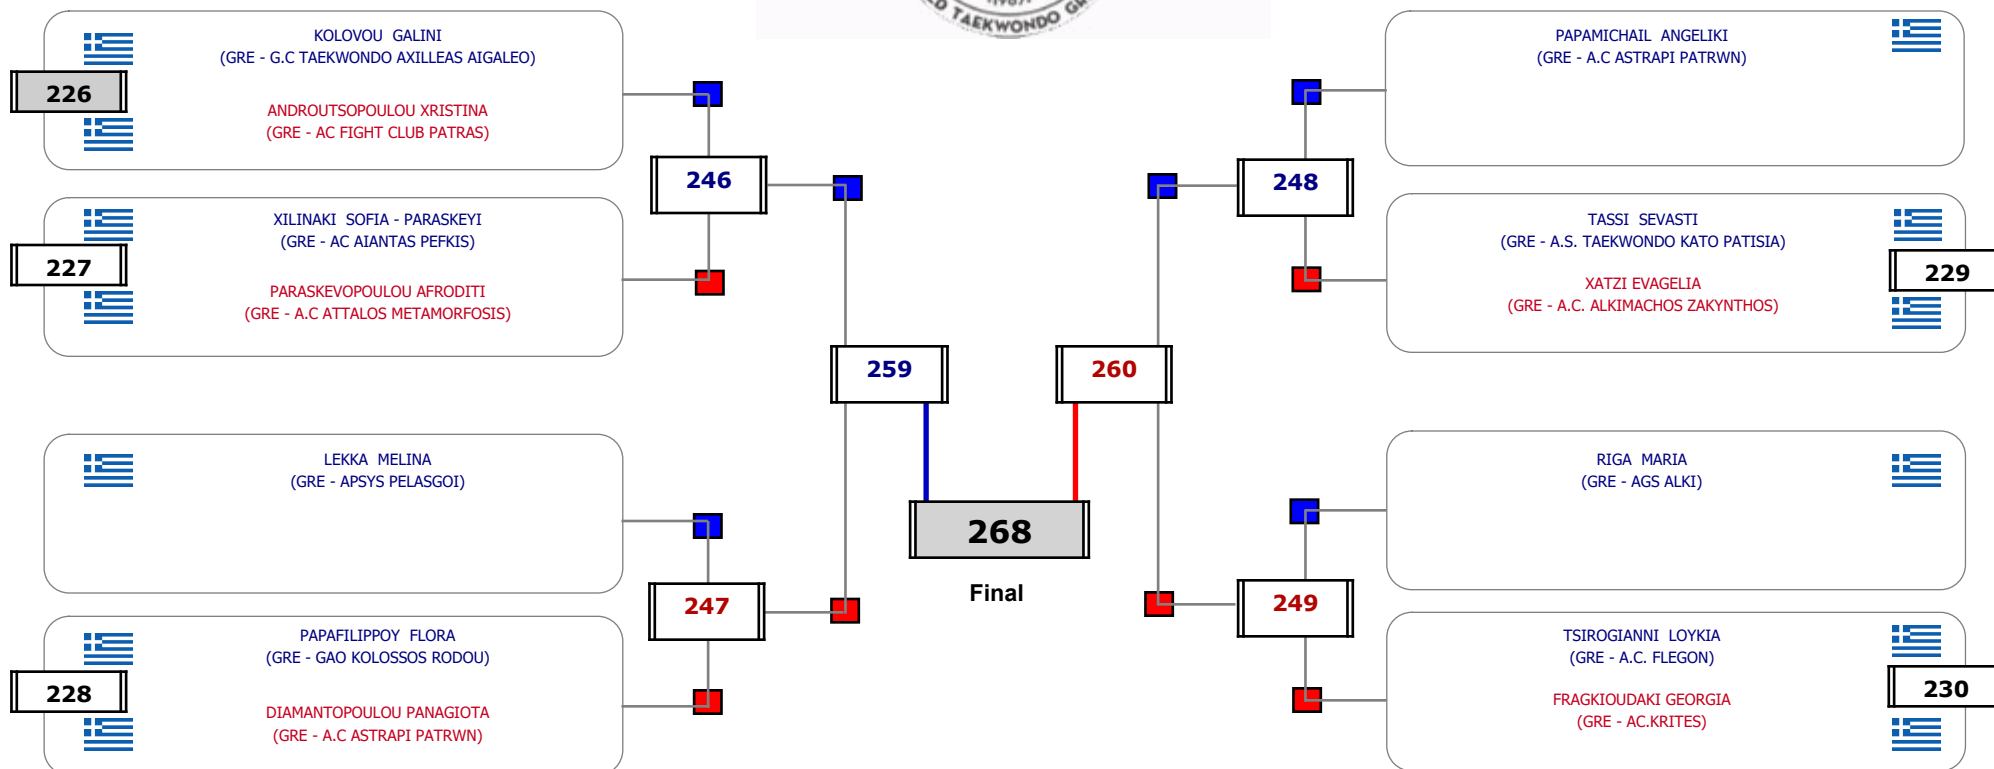 TAEKWONDO
KOLOVOU GALINI
(GRE - G.C TAEKWONDO AXILLEAS AIGALEO)
226
ANDROUTSOPOULOU XRISTINA
(GRE - AC FIGHT CLUB PATRAS)
246
XILINAKI SOFIA - PARASKEYI
(GRE - AC AIANTAS PEFKIS)
227
PARASKEVOPOULOU AFRODITI
(GRE - A.C ATTALOS METAMORFOSIS)
259
LEKKA MELINA
(GRE - APSYS PELASGOI)
247
PAPAFILIPPOY FLORA
(GRE - GAO KOLOSSOS RODOU)
228
DIAMANTOPOULOU PANAGIOTA
(GRE - A.C ASTRAPI PATRWN)
268
Final
PAPAMICHAIL ANGELIKI
(GRE - A.C ASTRAPI PATRWN)
248
TASSI SEVASTI
(GRE - A.S. TAEKWONDO KATO PATISIA)
229
XATZI EVAGELIA
(GRE - A.C. ALKIMACHOS ZAKYNTHOS)
260
RIGA MARIA
(GRE - AGS ALKI)
249
TSIROGIANNI LOYKIA
(GRE - A.C. FLEGON)
230
FRAGKIOUDAKI GEORGIA
(GRE - AC.KRITES)